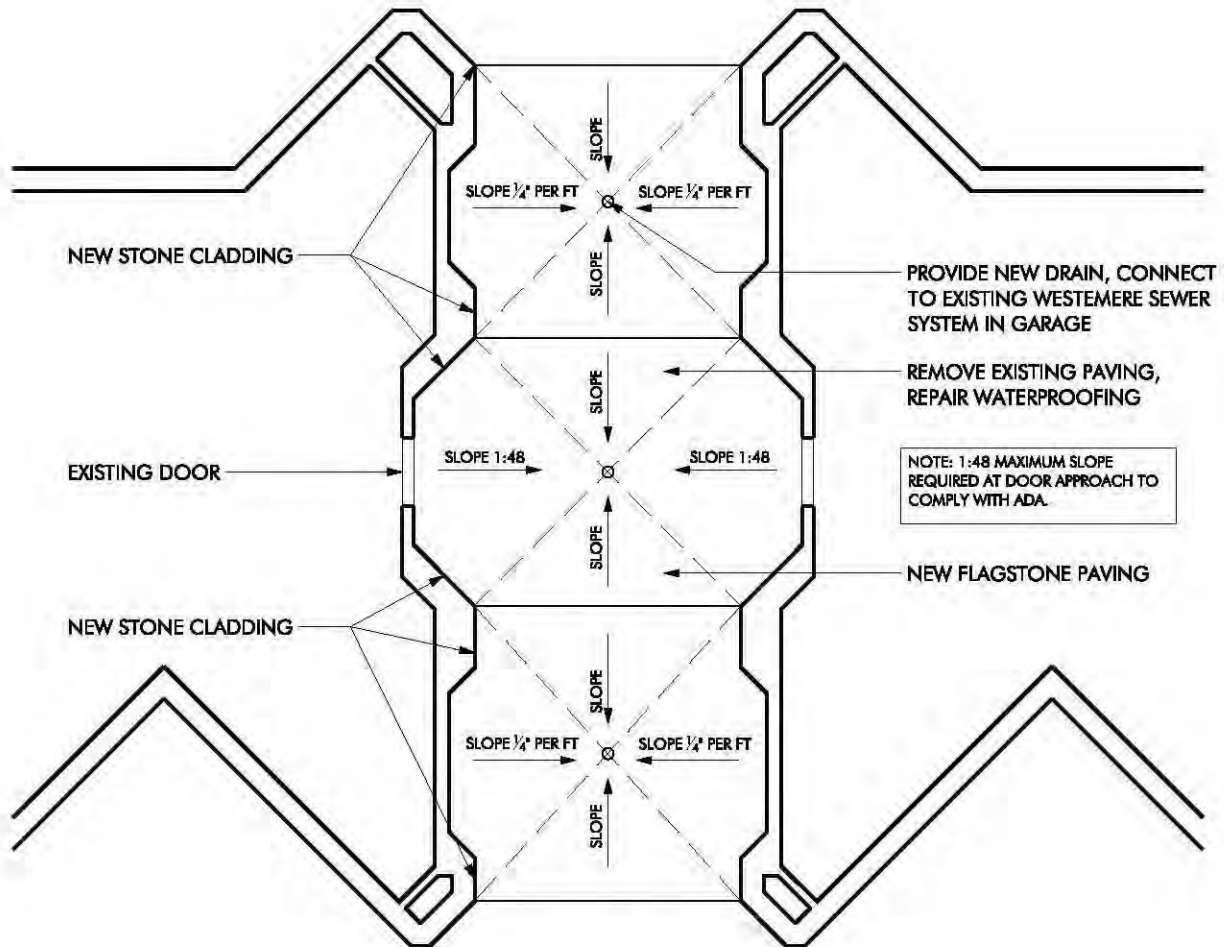 SLOPE
SLOPE ¼" PER FT
SLOPE ¼" PER FT
SLOPE
NEW STONE CLADDING
PROVIDE NEW DRAIN, CONNECT
TO EXISTING WESTEMERE SEWER
SYSTEM IN GARAGE
SLOPE
REMOVE EXISTING PAVING,
REPAIR WATERPROOFING
EXISTING DOOR
SLOPE 1:48
SLOPE 1:48
NOTE: 1:48 MAXIMUM SLOPE
REQUIRED AT DOOR APPROACH TO
COMPLY WITH ADA.
SLOPE
NEW FLAGSTONE PAVING
NEW STONE CLADDING
SLOPE
SLOPE ¼" PER FT
SLOPE ¼" PER FT
SLOPE